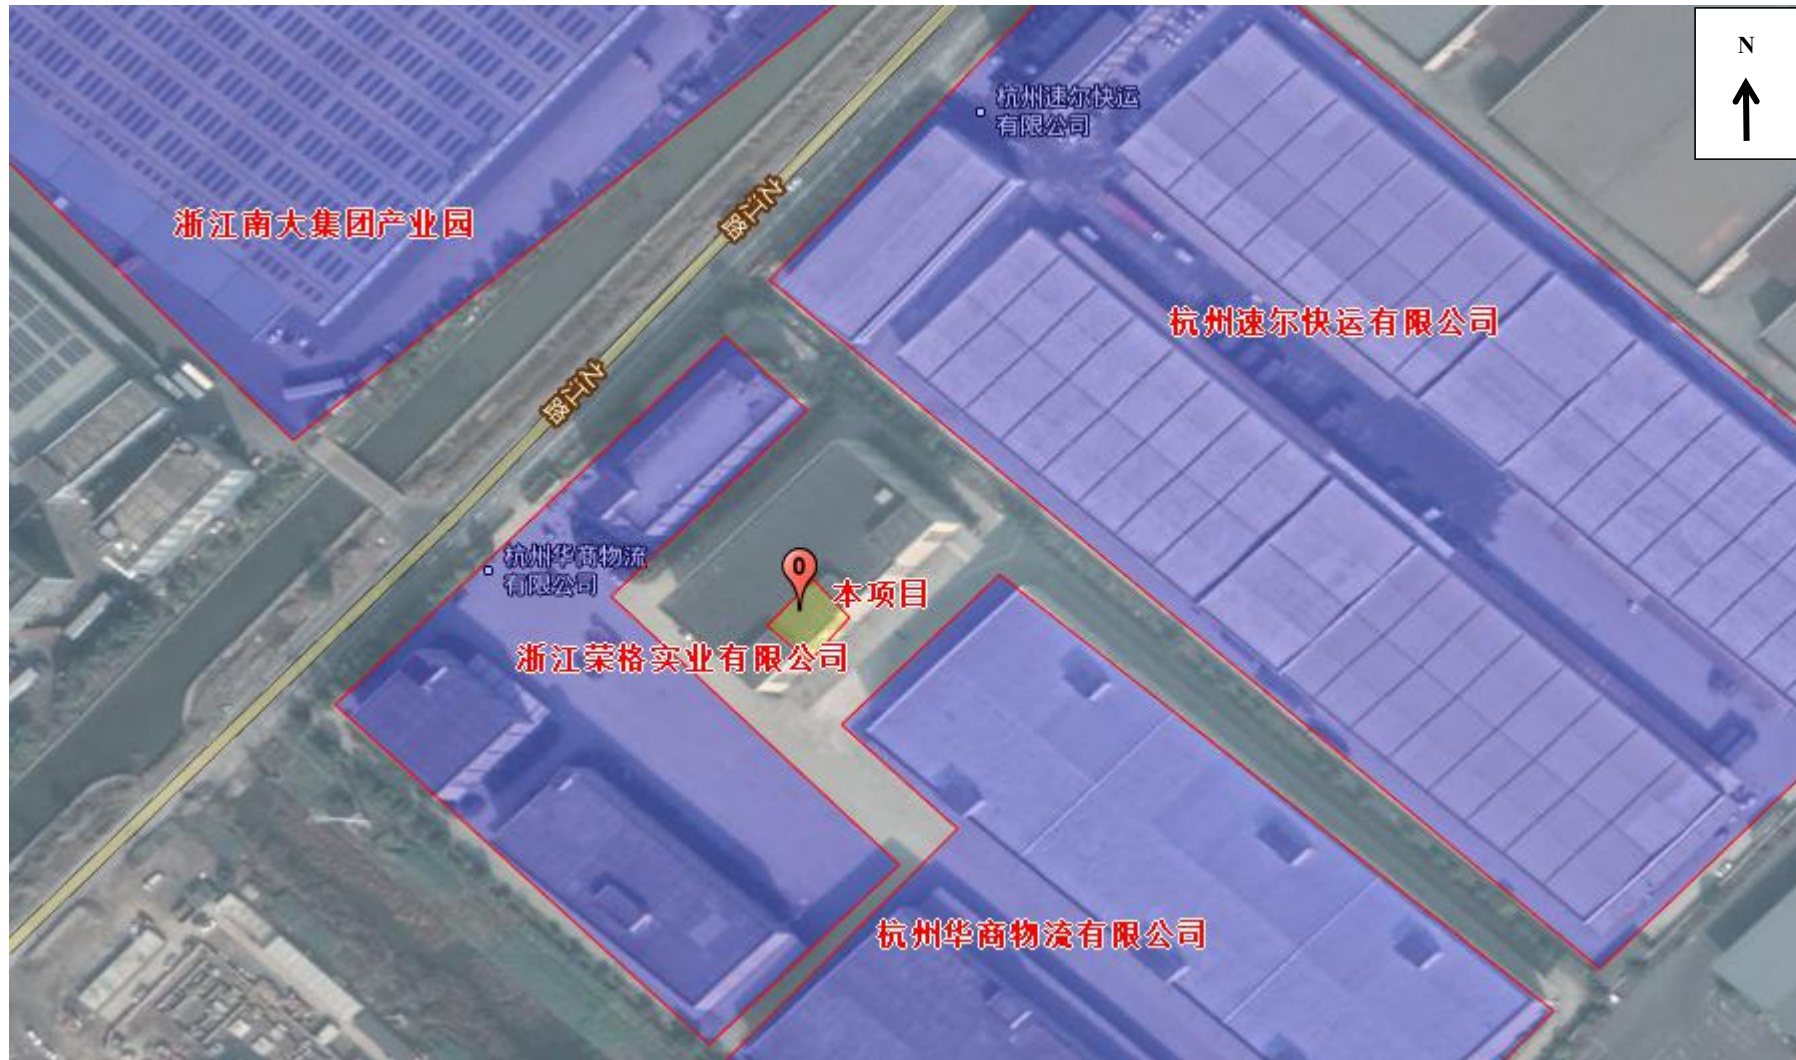 N
杭州速尔快运
有限公司
之江路
浙江南大集团产业园
杭州速尔快运有限公司
之江路
杭州华商物流
有限公司
0
本项目
浙江荣格实业有限公司
杭州华商物流有限公司